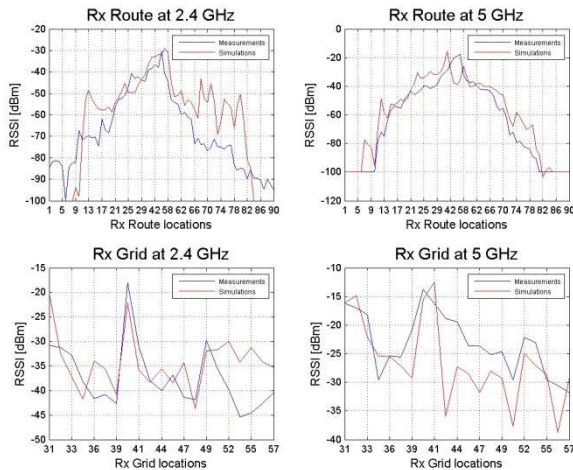 Rx Route at 2.4 GHz
Measurements
Simulations
RSSI [dBm]
-20
-30
-40
-50
-60
-70
-80
-90
-100
1 5 9 13 17 21 25 29 42 50 58 62 66 70 74 78 82 86 90
Rx Route locations
Rx Route at 5 GHz
Measurements
Simulations
RSSI [dBm]
0
-20
-40
-60
-80
-100
-120
1 5 9 13 17 21 25 29 42 50 58 62 66 70 74 78 82 86 90
Rx Route locations
Rx Grid at 2.4 GHz
Measurements
Simulations
RSSI [dBm]
-15
-20
-25
-30
-35
-40
-45
-50
31 33 36 39 41 44 47 49 52 54 57
Rx Grid locations
Rx Grid at 5 GHz
Measurements
Simulations
RSSI [dBm]
-10
-15
-20
-25
-30
-35
-40
31 33 36 39 41 44 47 49 52 54 57
Rx Grid locations